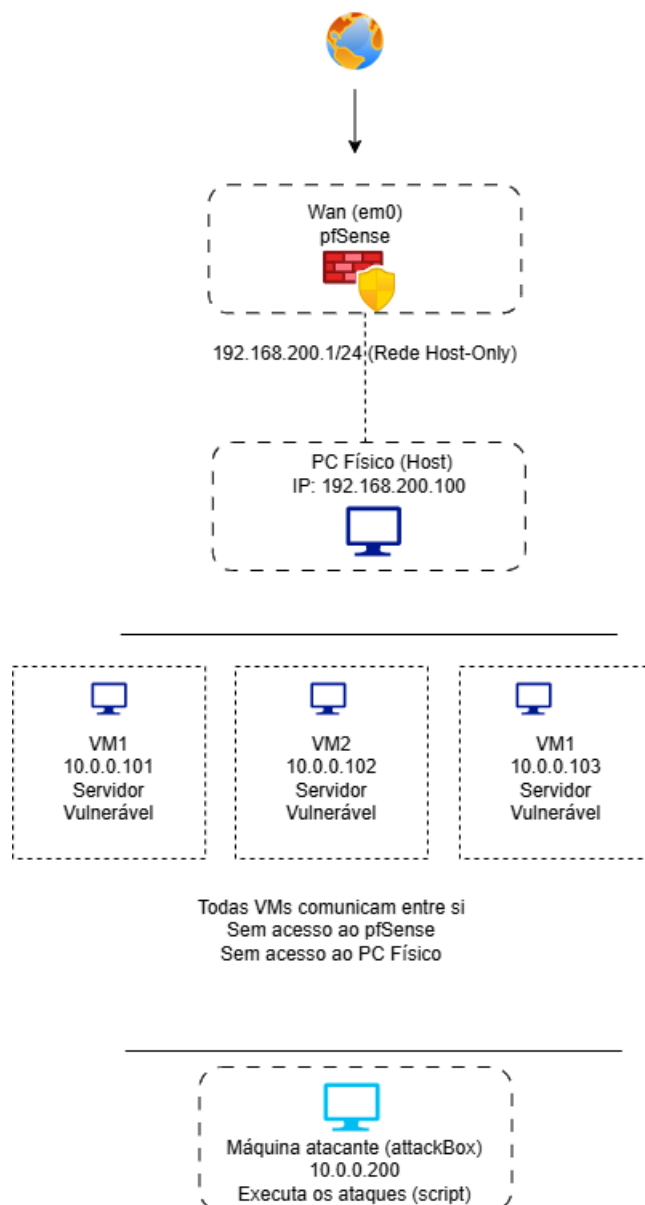 Wan (em0)
pfSense
192.168.200.1/24 (Rede Host-Only)
PC Físico (Host)
IP: 192.168.200.100
VM1
10.0.0.101
Servidor
Vulnerável
VM2
10.0.0.102
Servidor
Vulnerável
VM1
10.0.0.103
Servidor
Vulnerável
Todas VMs comunicam entre si
Sem acesso ao pfSense
Sem acesso ao PC Físico
Máquina atacante (attackBox)
10.0.0.200
Executa os ataques (script)